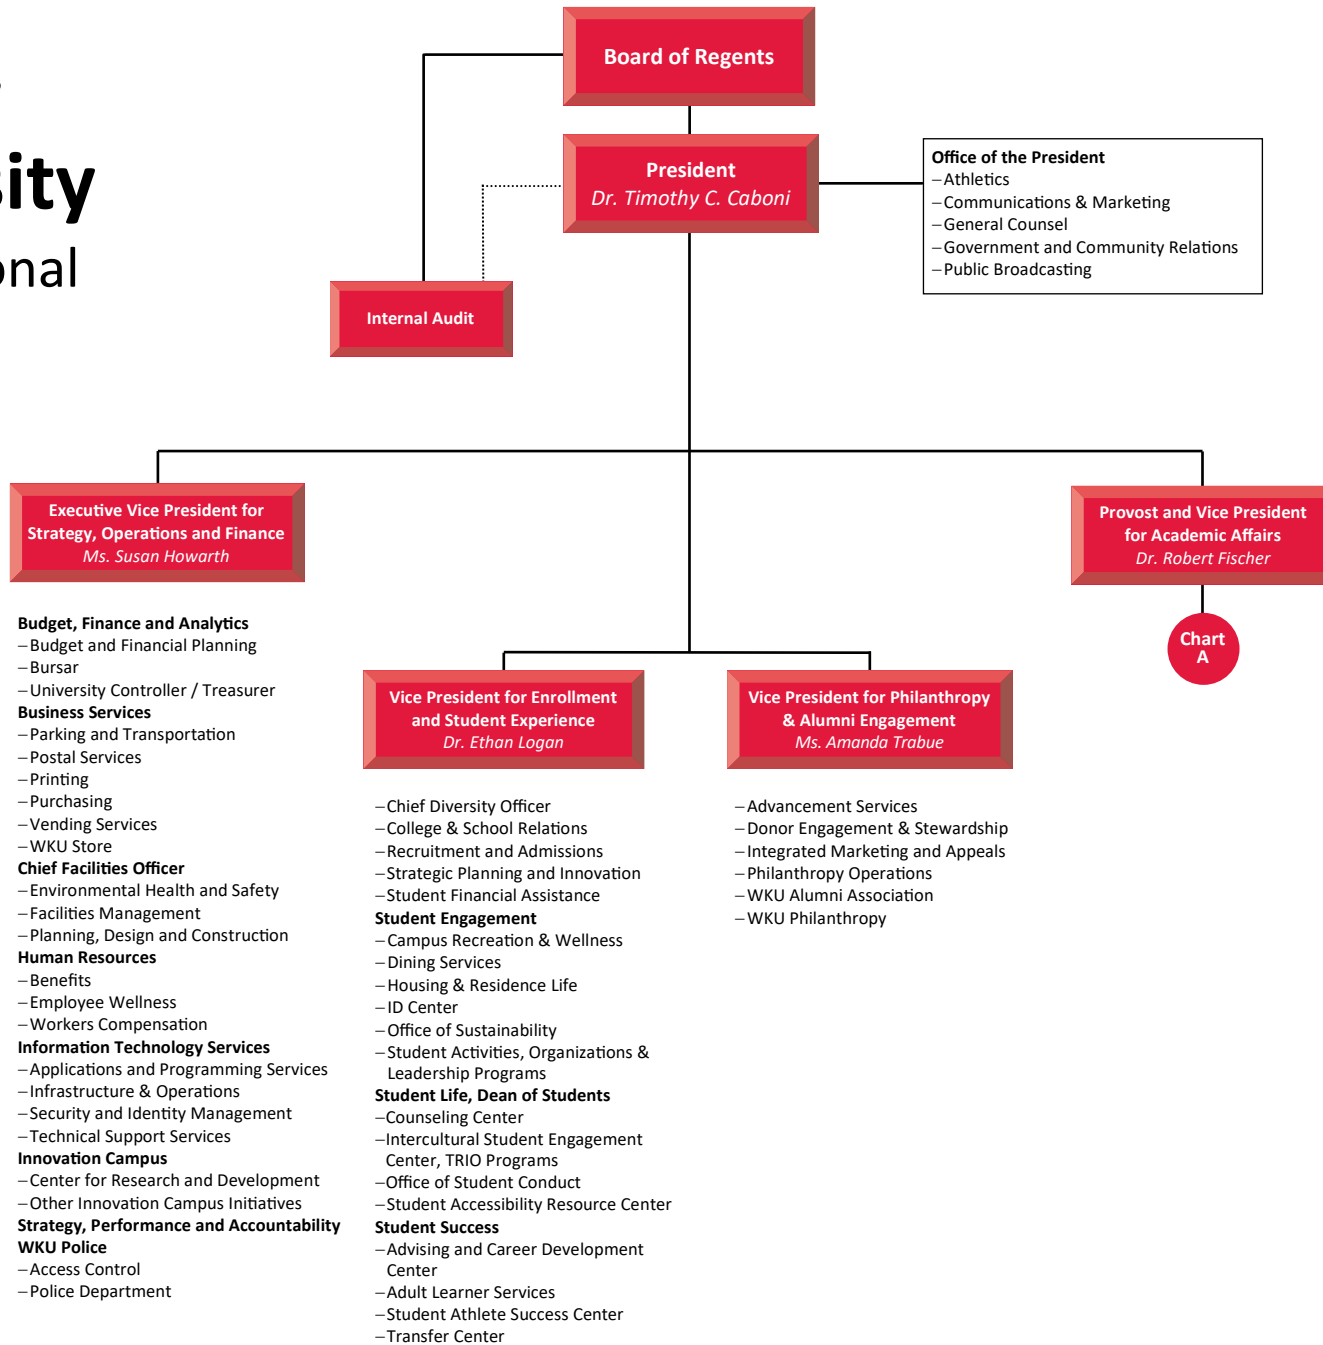 Board of Regents
sity
President
Dr. Timothy C. Caboni
Office of the President
–Athletics
–Communications & Marketing
–General Counsel
–Government and Community Relations
–Public Broadcasting
onal
Internal Audit
Executive Vice President for
Strategy, Operations and Finance
Ms. Susan Howarth
Provost and Vice President
for Academic Affairs
Dr. Robert Fischer
Chart
A
Budget, Finance and Analytics
–Budget and Financial Planning
–Bursar
–University Controller / Treasurer
Business Services
–Parking and Transportation
–Postal Services
–Printing
–Purchasing
–Vending Services
–WKU Store
Chief Facilities Officer
–Environmental Health and Safety
–Facilities Management
–Planning, Design and Construction
Human Resources
–Benefits
–Employee Wellness
–Workers Compensation
Information Technology Services
–Applications and Programming Services
–Infrastructure & Operations
–Security and Identity Management
–Technical Support Services
Innovation Campus
–Center for Research and Development
–Other Innovation Campus Initiatives
Strategy, Performance and Accountability
WKU Police
–Access Control
–Police Department
Vice President for Enrollment
and Student Experience
Dr. Ethan Logan
–Chief Diversity Officer
–College & School Relations
–Recruitment and Admissions
–Strategic Planning and Innovation
–Student Financial Assistance
Student Engagement
–Campus Recreation & Wellness
–Dining Services
–Housing & Residence Life
–ID Center
–Office of Sustainability
–Student Activities, Organizations &
Leadership Programs
Student Life, Dean of Students
–Counseling Center
–Intercultural Student Engagement
Center, TRIO Programs
–Office of Student Conduct
–Student Accessibility Resource Center
Student Success
–Advising and Career Development
Center
–Adult Learner Services
–Student Athlete Success Center
–Transfer Center
Vice President for Philanthropy
& Alumni Engagement
Ms. Amanda Trabue
–Advancement Services
–Donor Engagement & Stewardship
–Integrated Marketing and Appeals
–Philanthropy Operations
–WKU Alumni Association
–WKU Philanthropy